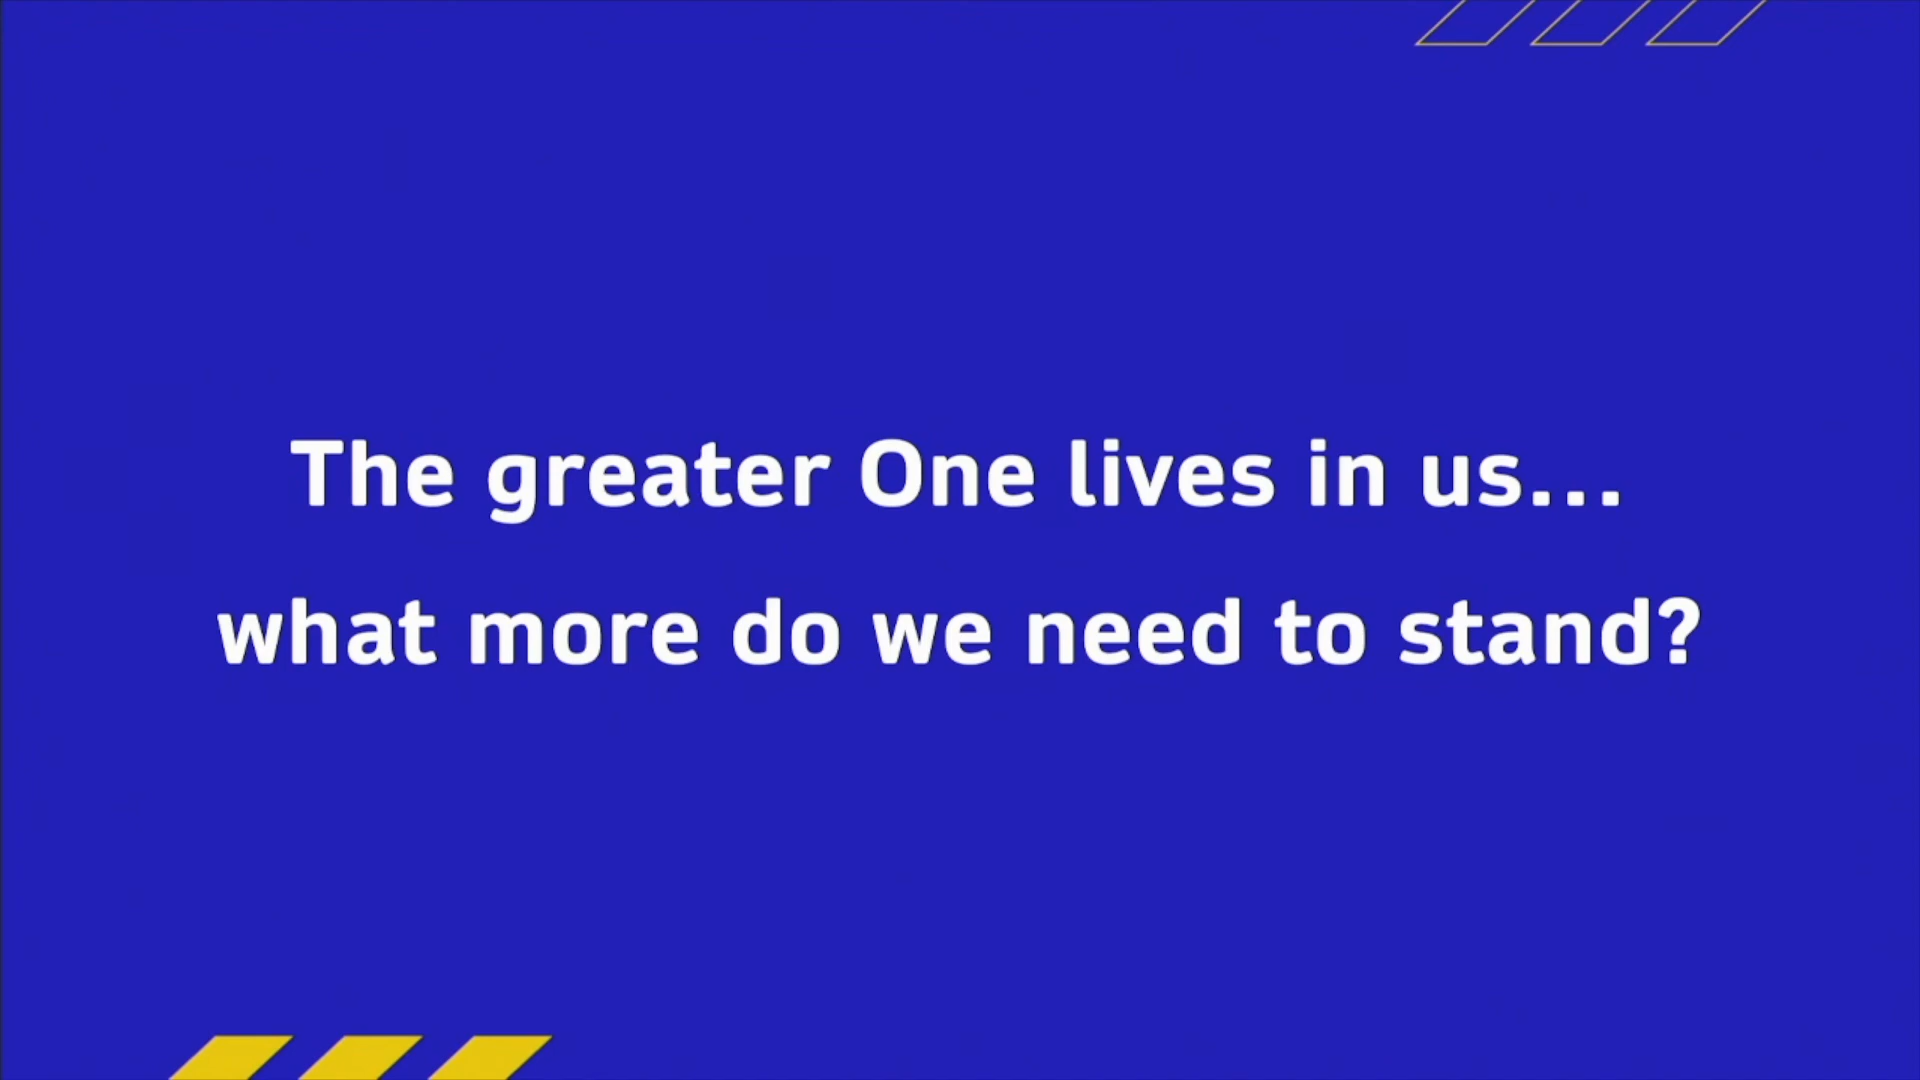 The greater One lives in us...
what more do we need to stand?